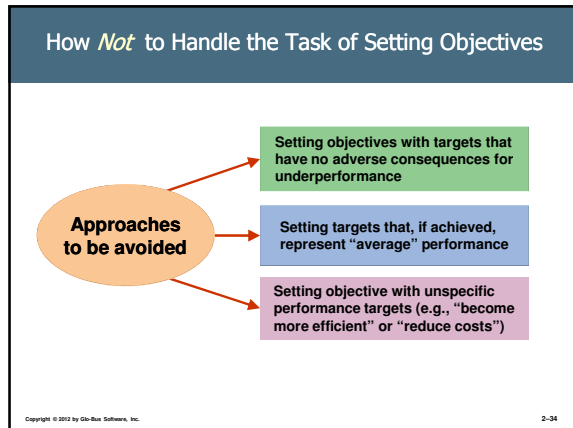 How Not to Handle the Task of Setting Objectives
Setting objectives with targets that
have no adverse consequences for
underperformance
Approaches
to be avoided
Setting targets that, if achieved,
represent “average” performance
Setting objective with unspecific
performance targets (e.g., “become
more efficient” or “reduce costs”)
Copyright © 2012 by Glo-Bus Software, Inc.
2–34